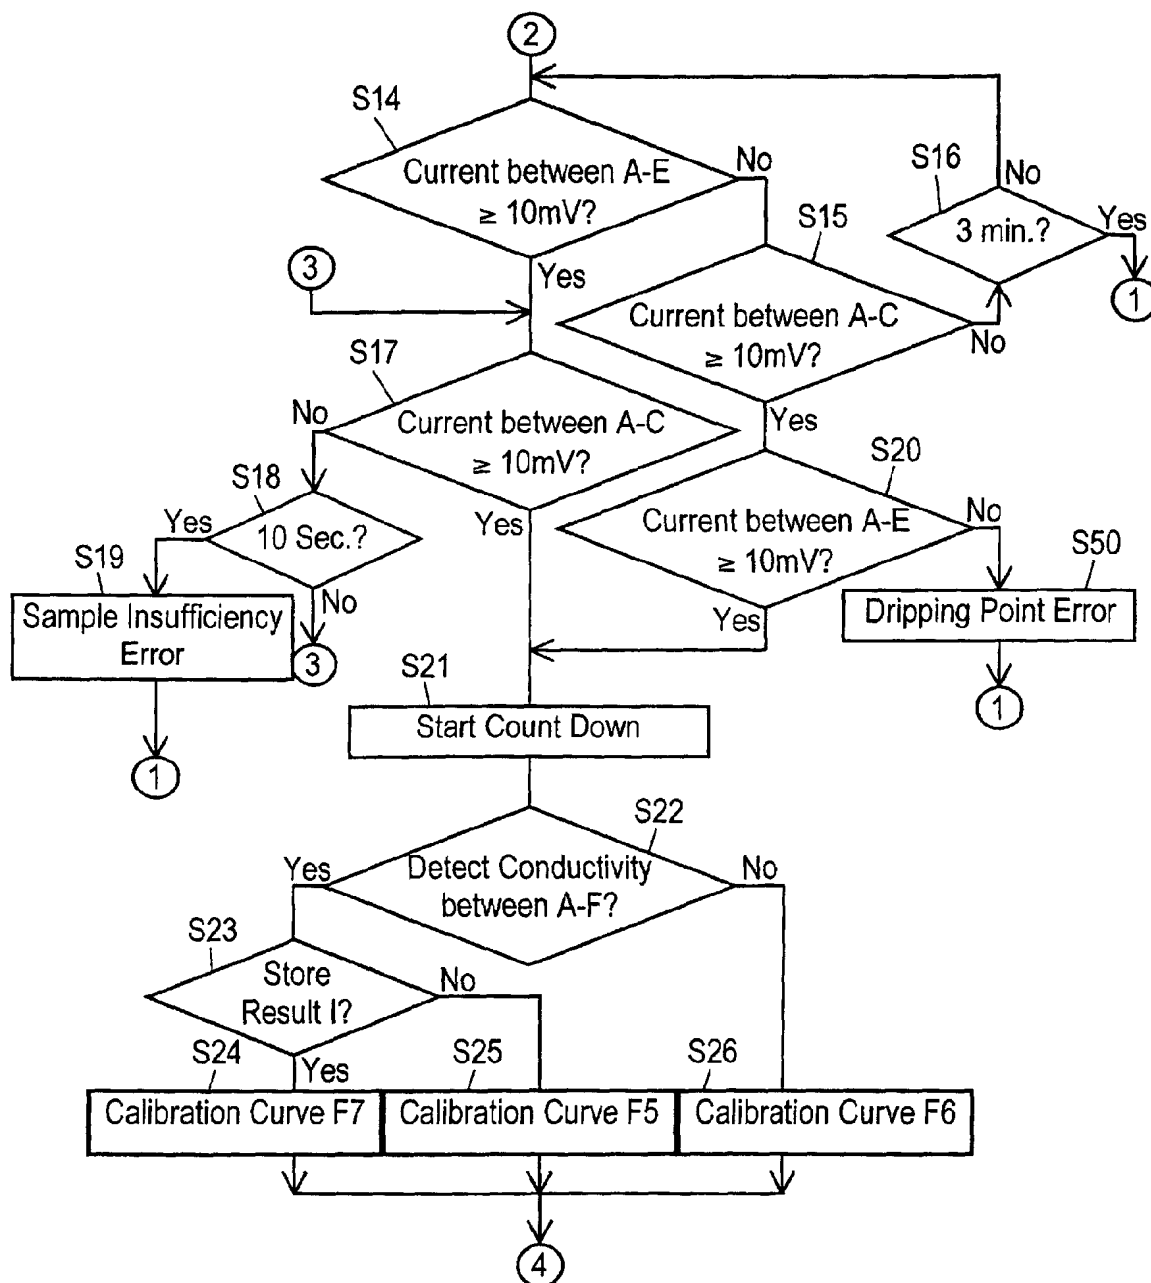 2
S14
Current between A-E
≥ 10mV?
No
Yes
S16
3 min.?
No
Yes
1
S15
Current between A-C
≥ 10mV?
No
Yes
3
S17
Current between A-C
≥ 10mV?
No
Yes
S18
10 Sec.?
Yes
No
3
S19
Sample Insufficiency
Error
1
S20
Current between A-E
≥ 10mV?
No
Yes
S50
Dripping Point Error
1
S21
Start Count Down
S22
Detect Conductivity
between A-F?
Yes
No
S23
Store
Result I?
No
Yes
S24
Calibration Curve F7
S25
Calibration Curve F5
S26
Calibration Curve F6
4